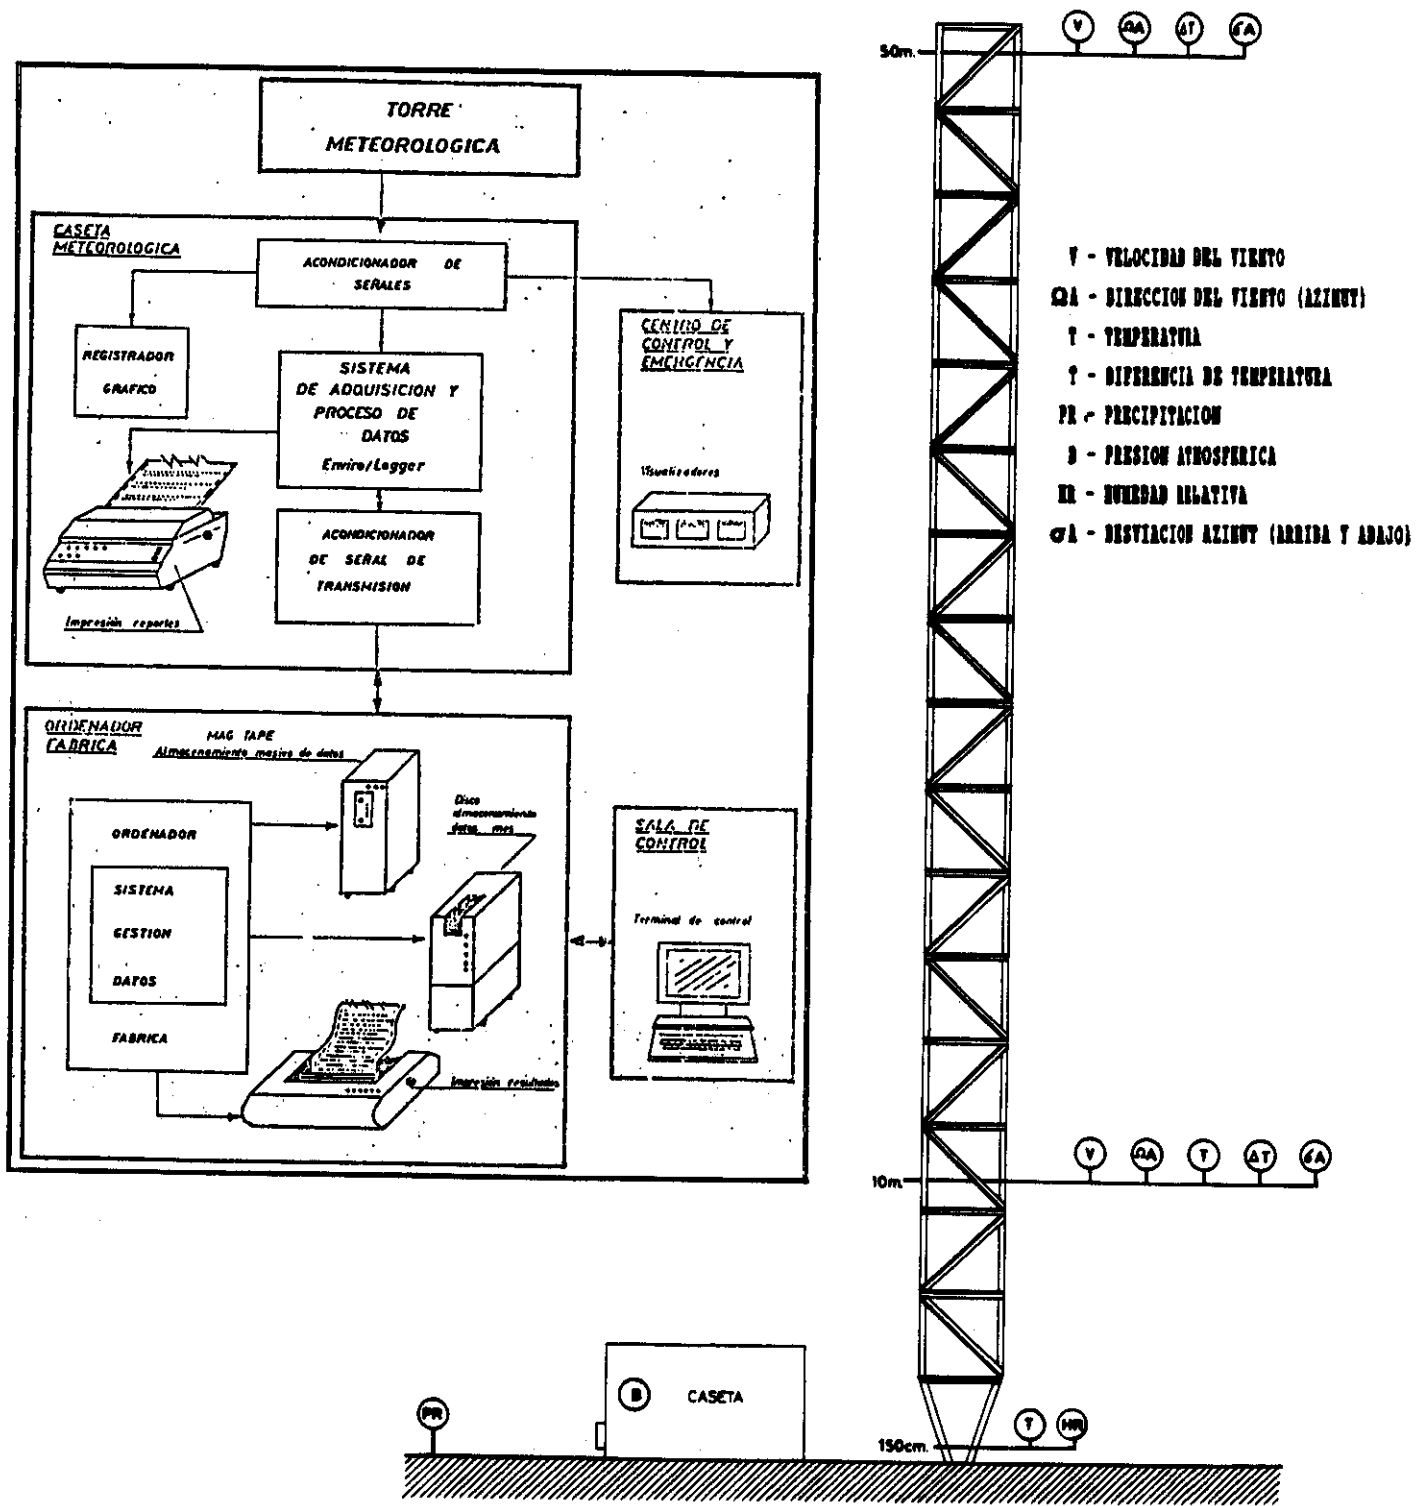 TORRE
METEOROLOGICA
CASETA
METEOROLOGICA
ACONDICIONADOR DE
SEÑALES
REGISTRADOR
GRAFICO
SISTEMA
DE ADQUISICION Y
PROCESO DE
DATOS
Enviro/Logger
ACONDICIONADOR
DE SEÑAL DE
TRANSMISION
Impresión reportes
CENTRO DE
CONTROL Y
EMERGENCIA
Visualizadores
ORDENADOR
FABRICA
MAG TAPE
Almacenamiento masivo de datos
Disco
almacenamiento
datos mes
ORDENADOR
SISTEMA
GESTION
DATOS
FABRICA
Impresión resultados
SALA DE
CONTROL
Terminal de control
50m.
V ΩA ΔT σA
V - VELOCIDAD DEL VIENTO
ΩA - DIRECCION DEL VIENTO (AZIMUT)
T - TEMPERATURA
T - DIFERENCIA DE TEMPERATURA
PR - PRECIPITACION
B - PRESION ATMOSFERICA
HR - HUMEDAD RELATIVA
σA - DESVIACION AZIMUT (ARRIBA Y ABAJO)
10m.
V ΩA T ΔT σA
PR
B CASETA
150cm.
T HR